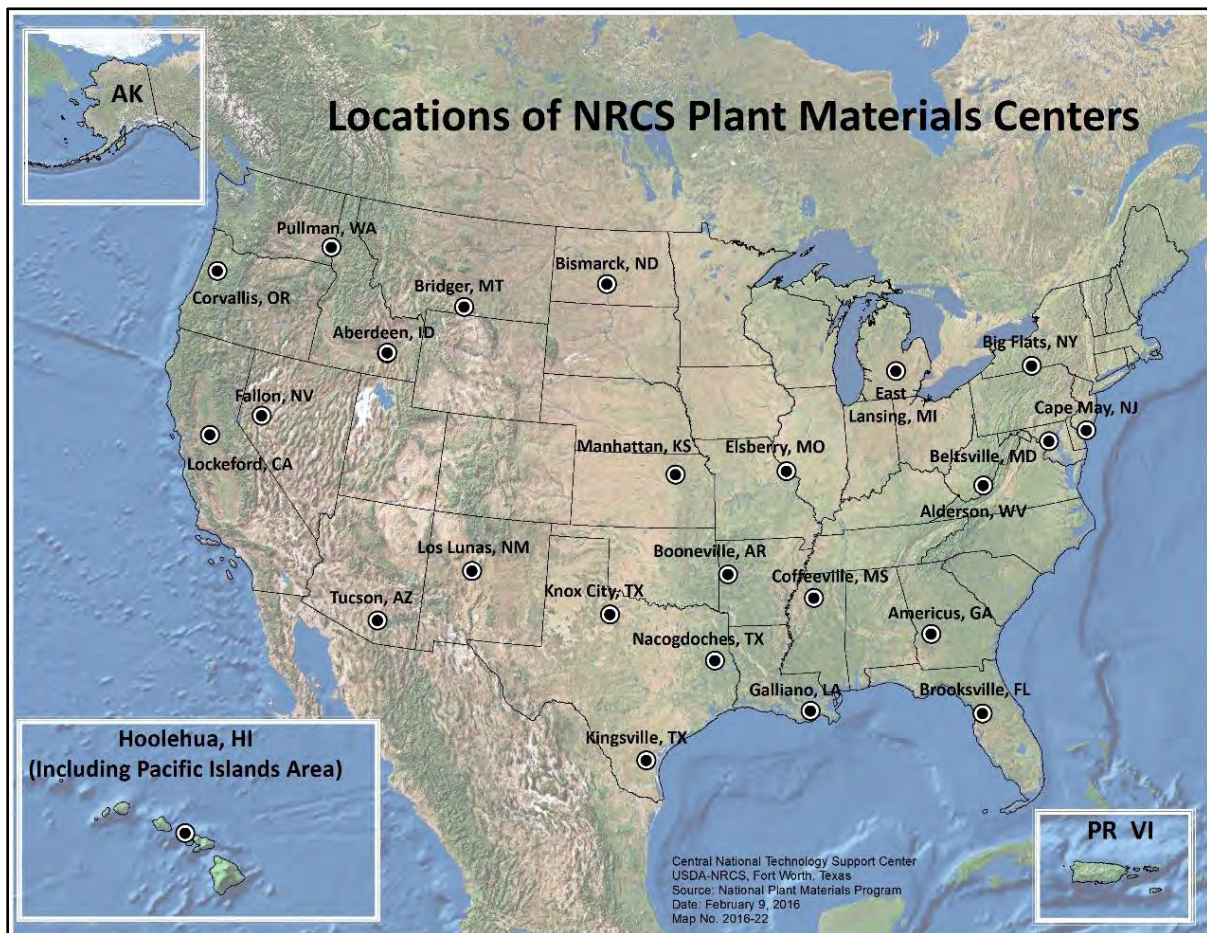 AK
Locations of NRCS Plant Materials Centers
Pullman, WA
Corvallis, OR
Bridger, MT
Bismarck, ND
Aberdeen, ID
Big Flats, NY
East
Lansing, MI
Fallon, NV
Cape May, NJ
Lockeford, CA
Manhattan, KS
Elsberry, MO
Beltsville, MD
Alderson, WV
Los Lunas, NM
Booneville, AR
Coffeeville, MS
Tucson, AZ
Knox City, TX
Americus, GA
Nacogdoches, TX
Galliano, LA
Brooksville, FL
Kingsville, TX
Hoolehua, HI
(Including Pacific Islands Area)
PR VI
Central National Technology Support Center
USDA-NRCS, Fort Worth, Texas
Source: National Plant Materials Program
Date: February 9, 2016
Map No. 2016-22